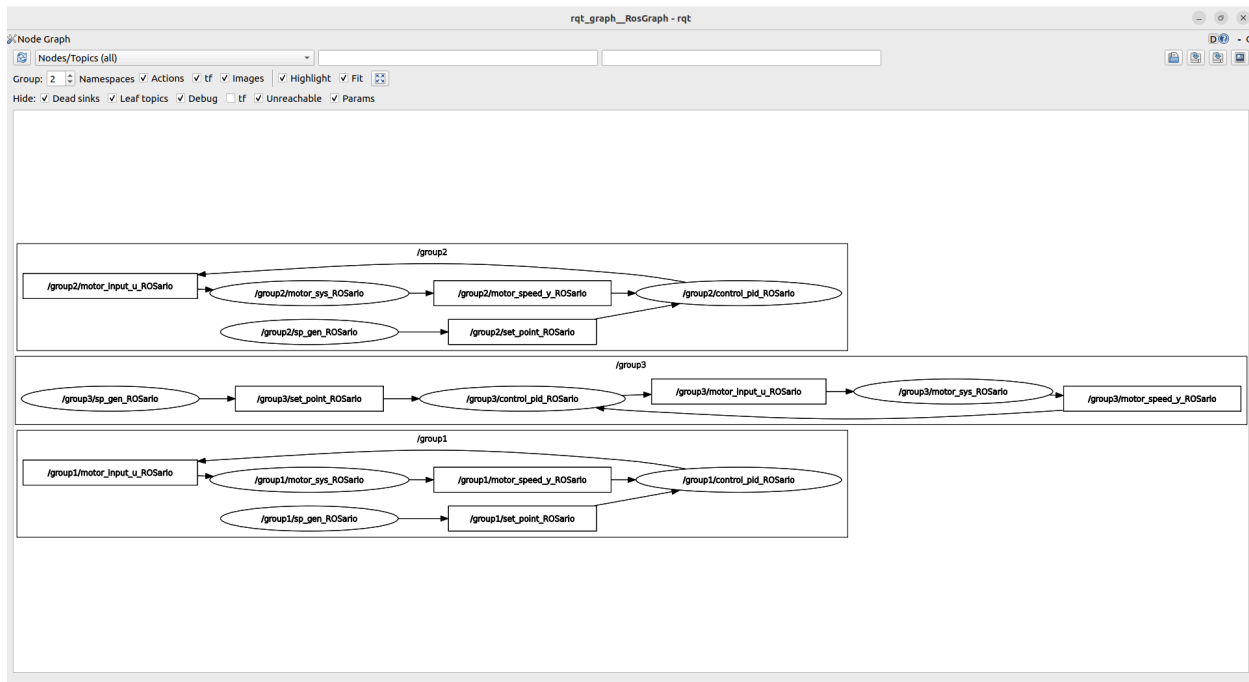 rqt_graph__RosGraph - rqt
Node Graph
D
Nodes/Topics (all)
Group: 2 Namespaces Actions tf Images Highlight Fit
Hide: Dead sinks Leaf topics Debug tf Unreachable Params
/group2
/group2/motor_input_u_ROSario
/group2/motor_sys_ROSario
/group2/motor_speed_y_ROSario
/group2/control_pid_ROSario
/group2/sp_gen_ROSario
/group2/set_point_ROSario
/group3
/group3/sp_gen_ROSario
/group3/set_point_ROSario
/group3/control_pid_ROSario
/group3/motor_input_u_ROSario
/group3/motor_sys_ROSario
/group3/motor_speed_y_ROSario
/group1
/group1/motor_input_u_ROSario
/group1/motor_sys_ROSario
/group1/motor_speed_y_ROSario
/group1/control_pid_ROSario
/group1/sp_gen_ROSario
/group1/set_point_ROSario